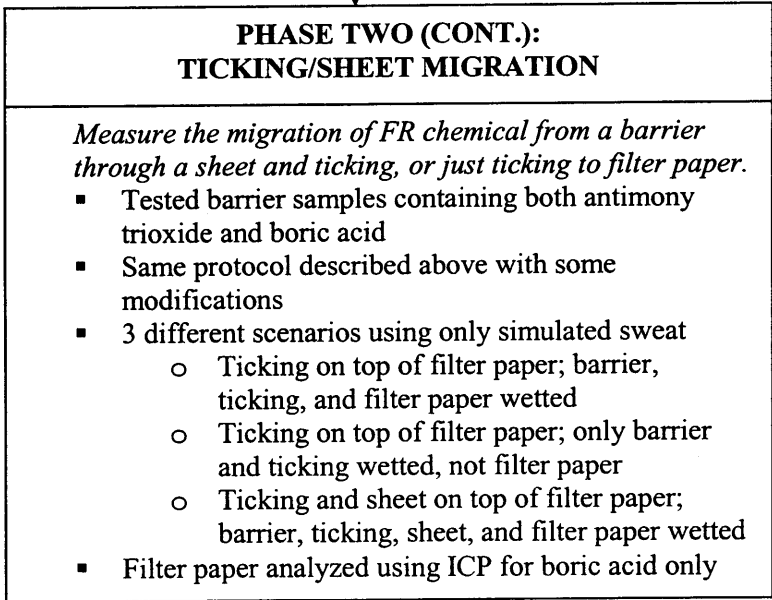 PHASE TWO (CONT.):
TICKING/SHEET MIGRATION
Measure the migration of FR chemical from a barrier
through a sheet and ticking, or just ticking to filter paper.
▪ Tested barrier samples containing both antimony
trioxide and boric acid
▪ Same protocol described above with some
modifications
▪ 3 different scenarios using only simulated sweat
o Ticking on top of filter paper; barrier,
ticking, and filter paper wetted
o Ticking on top of filter paper; only barrier
and ticking wetted, not filter paper
o Ticking and sheet on top of filter paper;
barrier, ticking, sheet, and filter paper wetted
▪ Filter paper analyzed using ICP for boric acid only